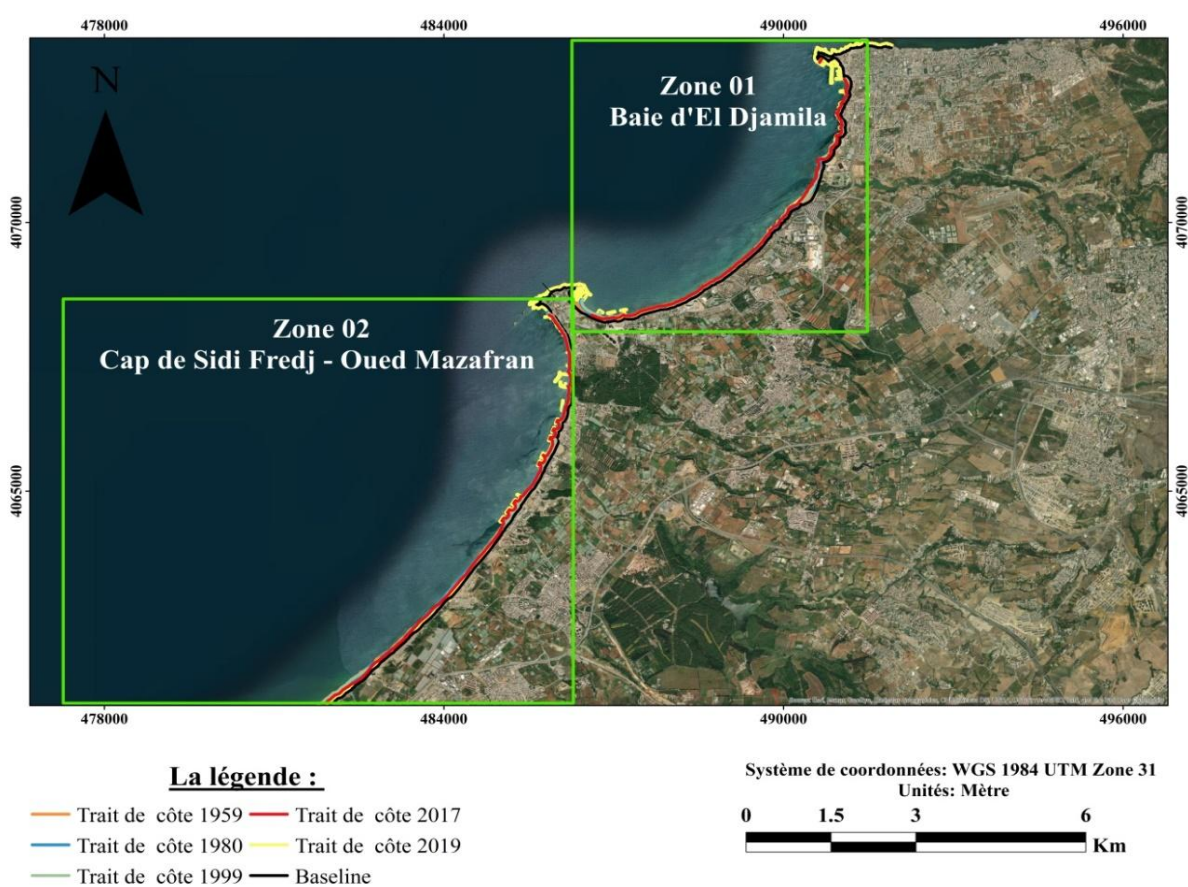 478000 484000 490000 496000
N
Zone 01
Baie d'El Djamila
4070000 4070000
Zone 02
Cap de Sidi Fredj - Oued Mazafran
4065000 4065000
478000 484000 490000 496000
La légende :
Trait de côte 1959 Trait de côte 2017
Trait de côte 1980 Trait de côte 2019
Trait de côte 1999 Baseline
Système de coordonnées: WGS 1984 UTM Zone 31
Unités: Mètre
0 1.5 3 6
Km